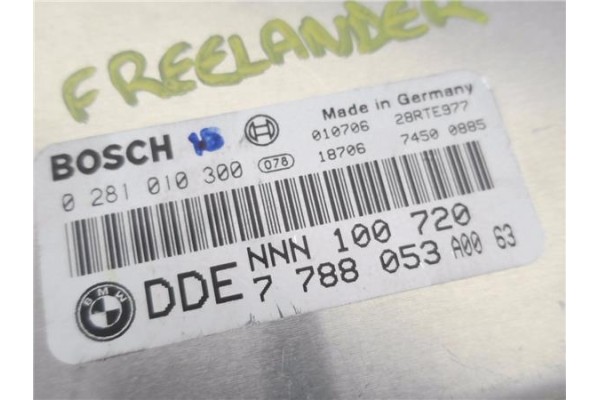 FREELANDER
Made in Germany
BOSCH 15 010706 28RTE977
0 281 010 300 078 18706 7450 0885
NNN 100 720
BMW DDE 7 788 053 A00 63